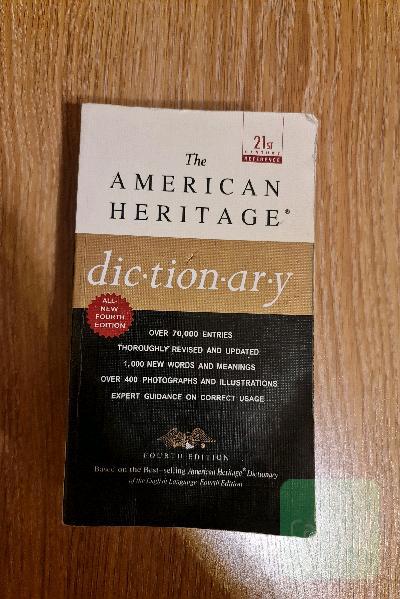 21ST
CENTURY
REFERENCE
The
AMERICAN
HERITAGE®
dic·tion·ar·y
ALL-
NEW
FOURTH
EDITION
OVER 70,000 ENTRIES
THOROUGHLY REVISED AND UPDATED
1,000 NEW WORDS AND MEANINGS
OVER 400 PHOTOGRAPHS AND ILLUSTRATIONS
EXPERT GUIDANCE ON CORRECT USAGE
FOURTH EDITION
Based on the Best-selling American Heritage® Dictionary
of the English Language, Fourth Edition